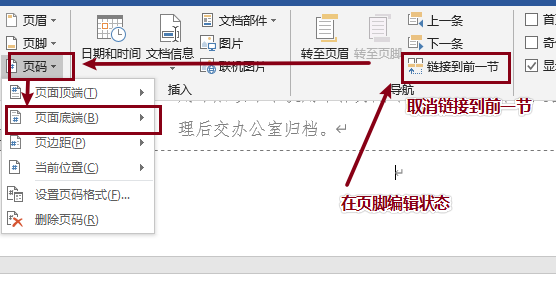 页眉 文档部件 上一条 首
页脚 日期和时间 文档信息 图片 转至页眉 转至页脚 下一条 奇
页码 联机图片 链接到前一节 显
页面顶端(T) 插入 导航
取消链接到前一节
页面底端(B)
理后交办公室归档。
页边距(P)
当前位置(C)
设置页码格式(F)...
在页脚编辑状态
删除页码(R)